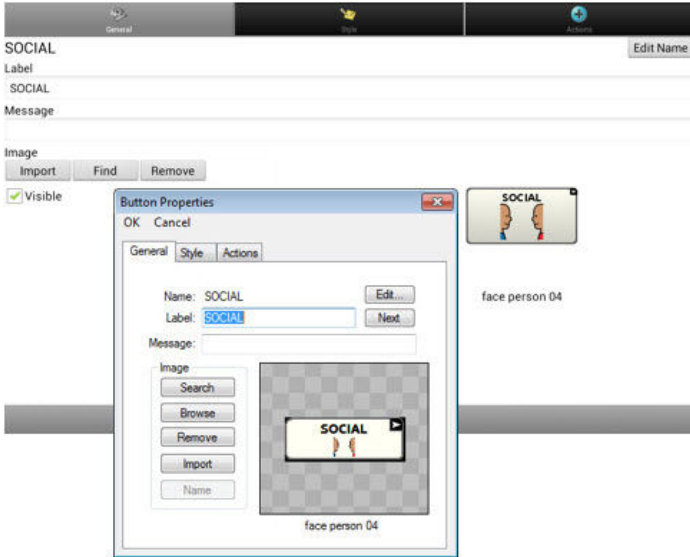 General
Style
Actions
SOCIAL
Edit Name
Label
SOCIAL
Message
Image
Import
Find
Remove
Visible
SOCIAL
face person 04
Button Properties
OK Cancel
General
Style
Actions
Name: SOCIAL
Edit...
Label: SOCIAL
Next
Message:
Image
Search
Browse
Remove
Import
Name
SOCIAL
face person 04